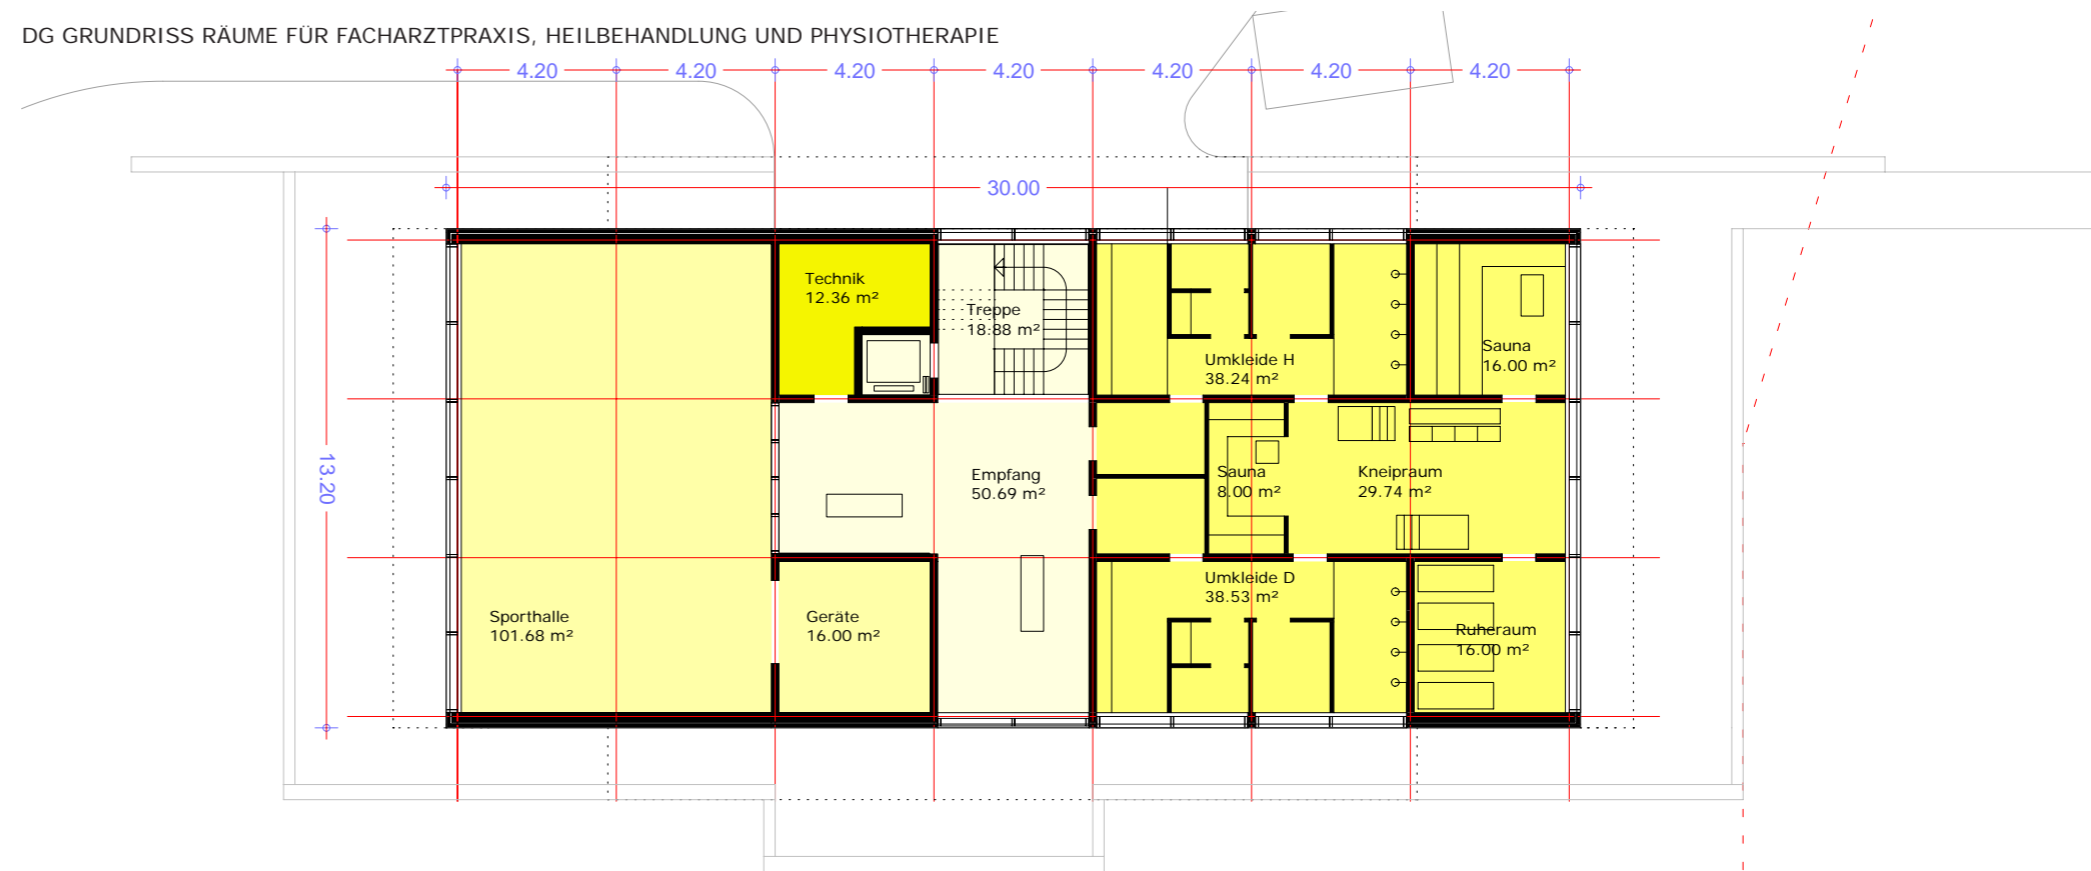 DG GRUNDRISS RÄUME FÜR FACHARZTPRAXIS, HEILBEHANDLUNG UND PHYSIOTHERAPIE
4.20 4.20 4.20 4.20 4.20 4.20 4.20
30.00
13.20
Technik
12.36 m²
Treppe
18.88 m²
Umkleide H
38.24 m²
Sauna
16.00 m²
Empfang
50.69 m²
Sauna
8.00 m²
Kneipraum
29.74 m²
Sporthalle
101.68 m²
Geräte
16.00 m²
Umkleide D
38.53 m²
Ruheraum
16.00 m²